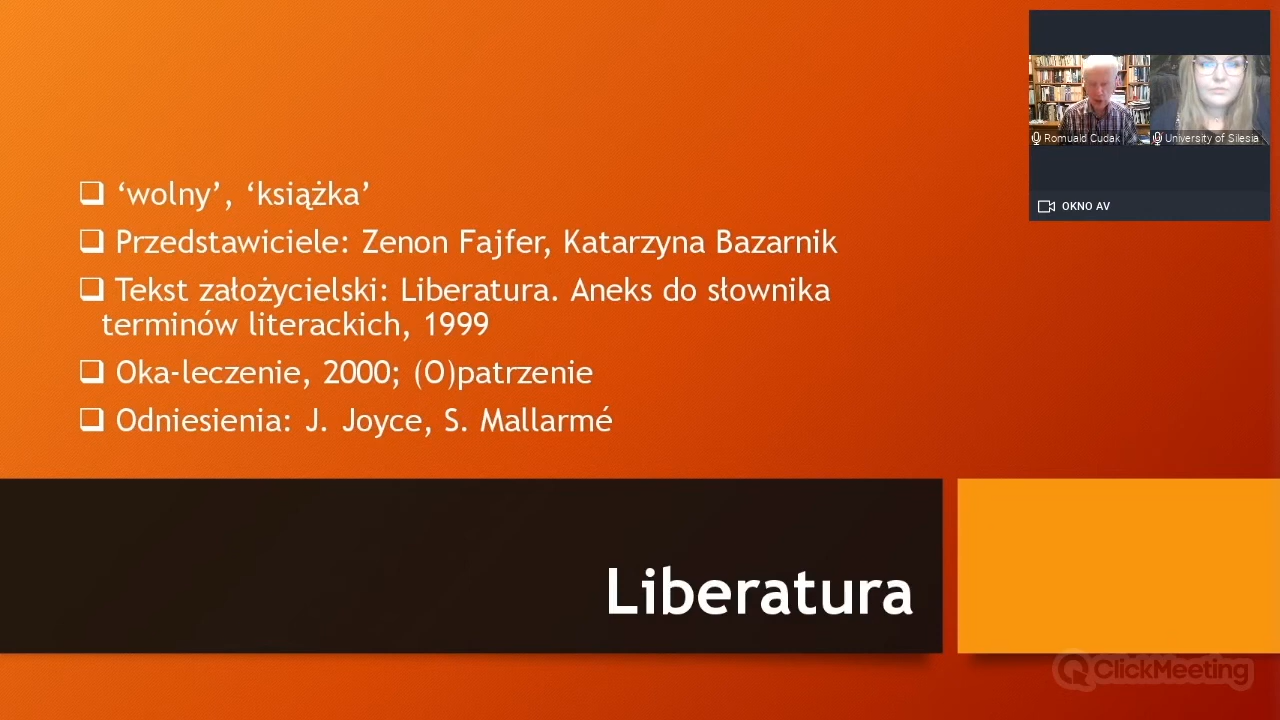 ‘wolny’, ‘książka’
Przedstawiciele: Zenon Fajfer, Katarzyna Bazarnik
Tekst założycielski: Liberatura. Aneks do słownika
terminów literackich, 1999
Oka-leczenie, 2000; (O)patrzenie
Odniesienia: J. Joyce, S. Mallarmé
Liberatura
Romuald Cudak
University of Silesia
OKNO AV
ClickMeeting